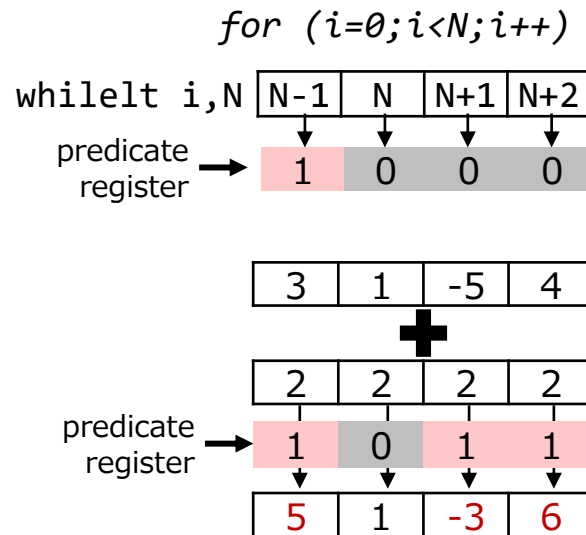 for (i=0;i<N;i++)
whilelt i,N N-1 N N+1 N+2
predicate
register
1 0 0 0
3 1 -5 4
+
2 2 2 2
predicate
register
1 0 1 1
5 1 -3 6